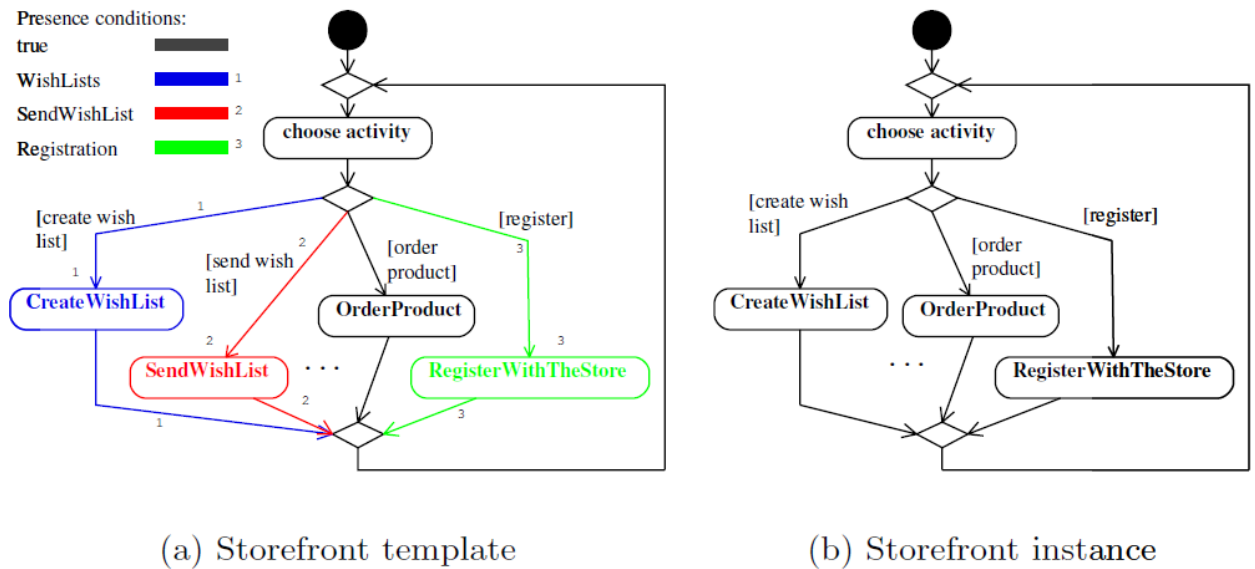 Presence conditions:
true
WishLists 1
SendWishList 2
Registration 3
choose activity
1
[create wish
list]
2
[send wish
list]
[order
product]
[register]
3
1
CreateWishList
OrderProduct
2
3
SendWishList
. . .
RegisterWithTheStore
2
1
3
(a) Storefront template
choose activity
[create wish
list]
[order
product]
[register]
CreateWishList
OrderProduct
. . .
RegisterWithTheStore
(b) Storefront instance